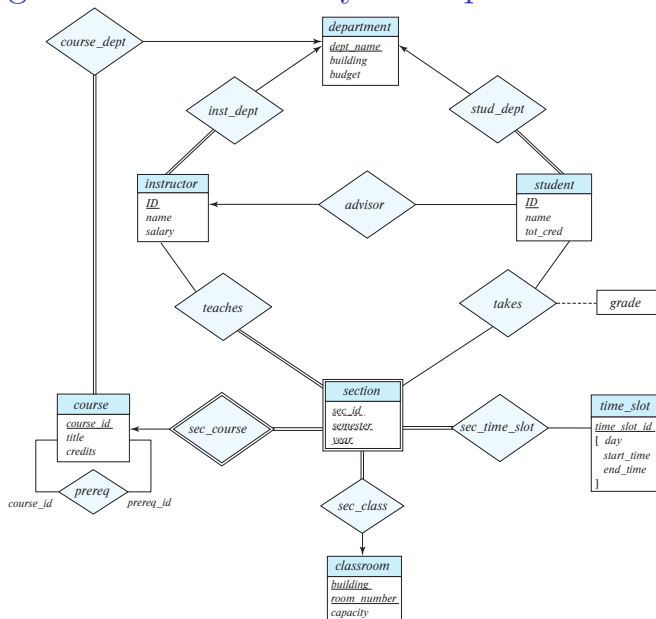 department
course_dept
dept_name
building
budget
inst_dept
stud_dept
instructor
student
ID
name
salary
advisor
ID
name
tot_cred
teaches
takes
grade
section
course
time_slot
sec_id
semester
year
course_id
title
credits
sec_course
sec_time_slot
time_slot_id
[ day
start_time
end_time
]
prereq
course_id
prereq_id
sec_class
classroom
building
room_number
capacity